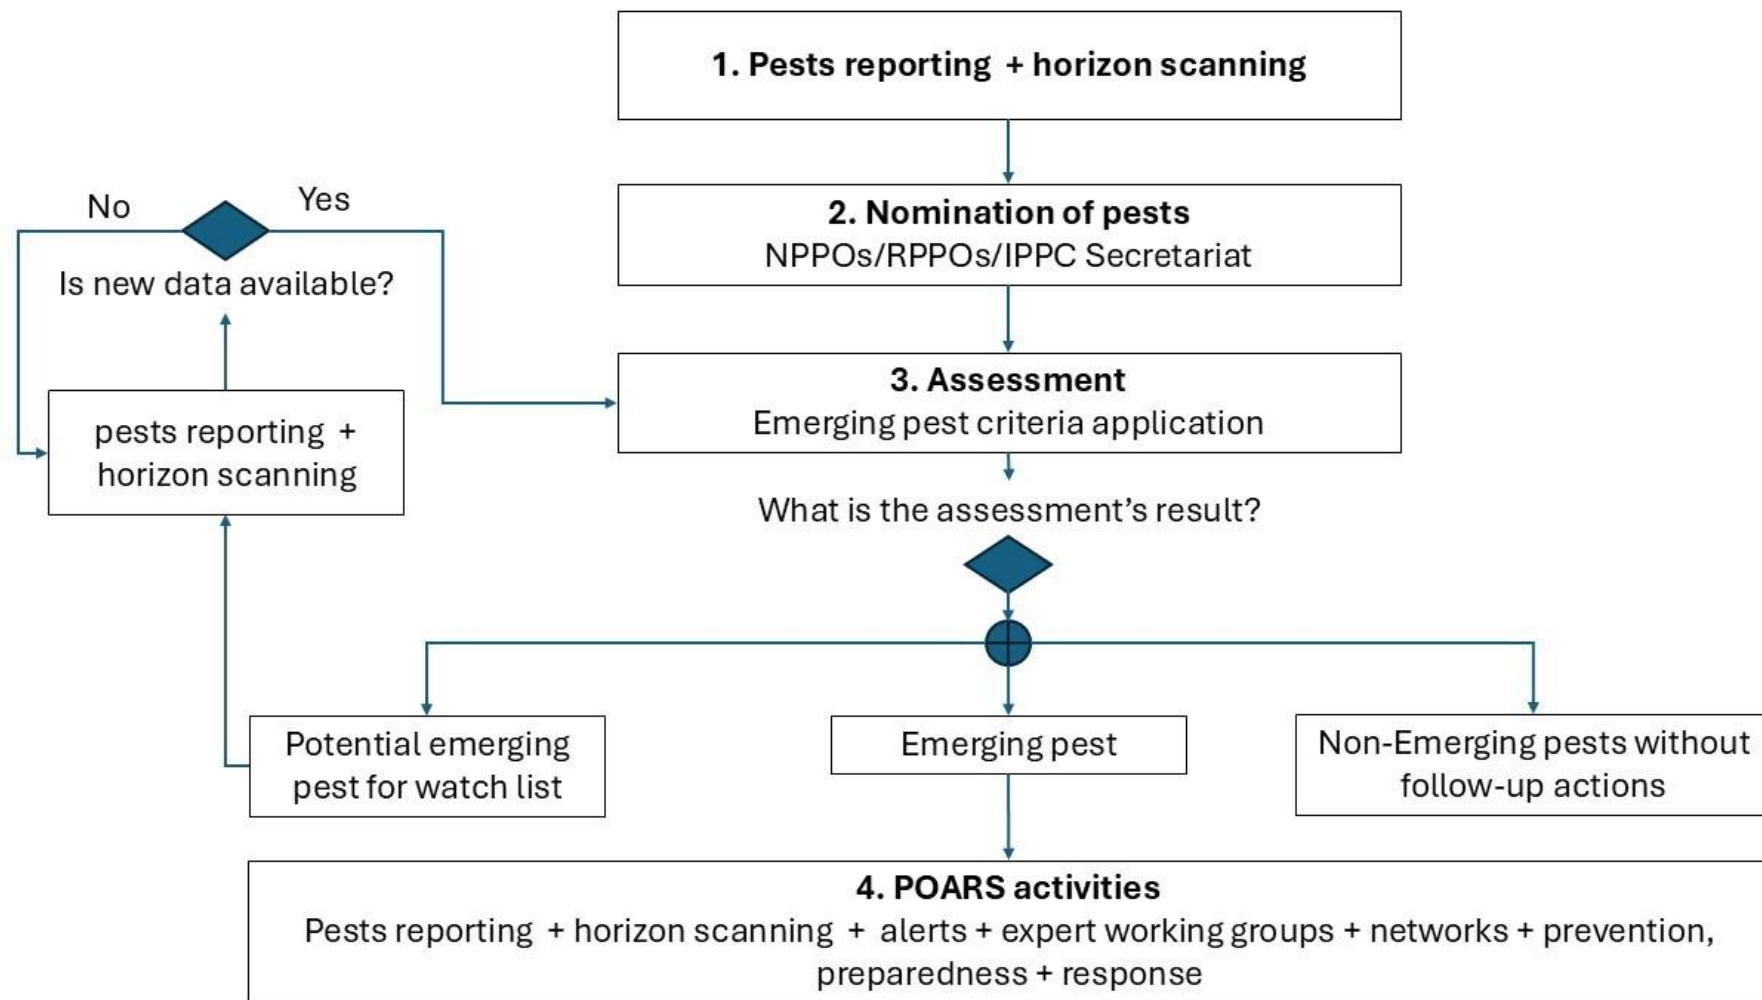 1. Pests reporting + horizon scanning
2. Nomination of pests
NPPOs/RPPOs/IPPC Secretariat
No
Yes
Is new data available?
3. Assessment
Emerging pest criteria application
pests reporting +
horizon scanning
What is the assessment’s result?
Potential emerging
pest for watch list
Emerging pest
Non-Emerging pests without
follow-up actions
4. POARS activities
Pests reporting + horizon scanning + alerts + expert working groups + networks + prevention,
preparedness + response